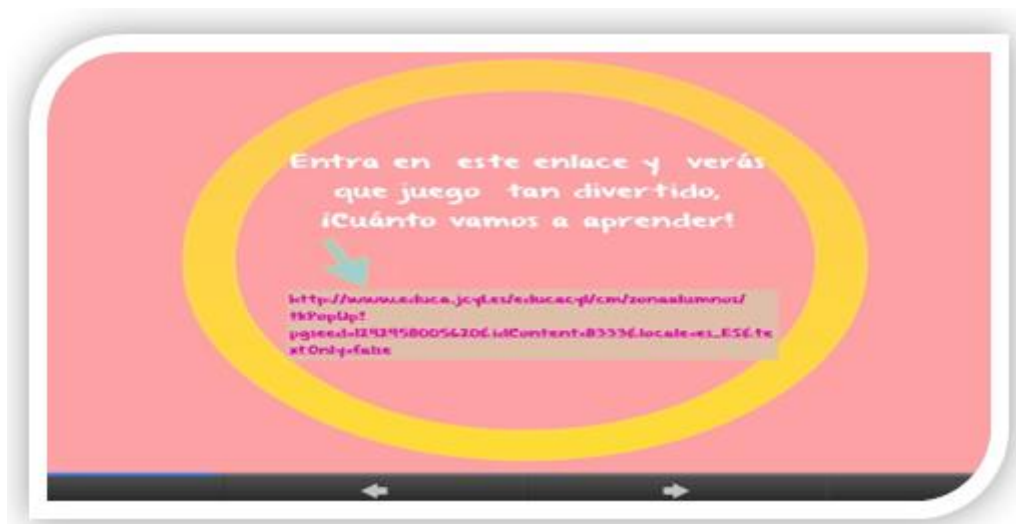 Entra en este enlace y verás
que juego tan divertido,
¡Cuánto vamos a aprender!
http://www.educa.jcyl.es/educacyl/cm/zonaalumnos/
tkPopUp?
pgseed=1292958005620&idContent=8333&locale=es_ES&te
xtOnly=false